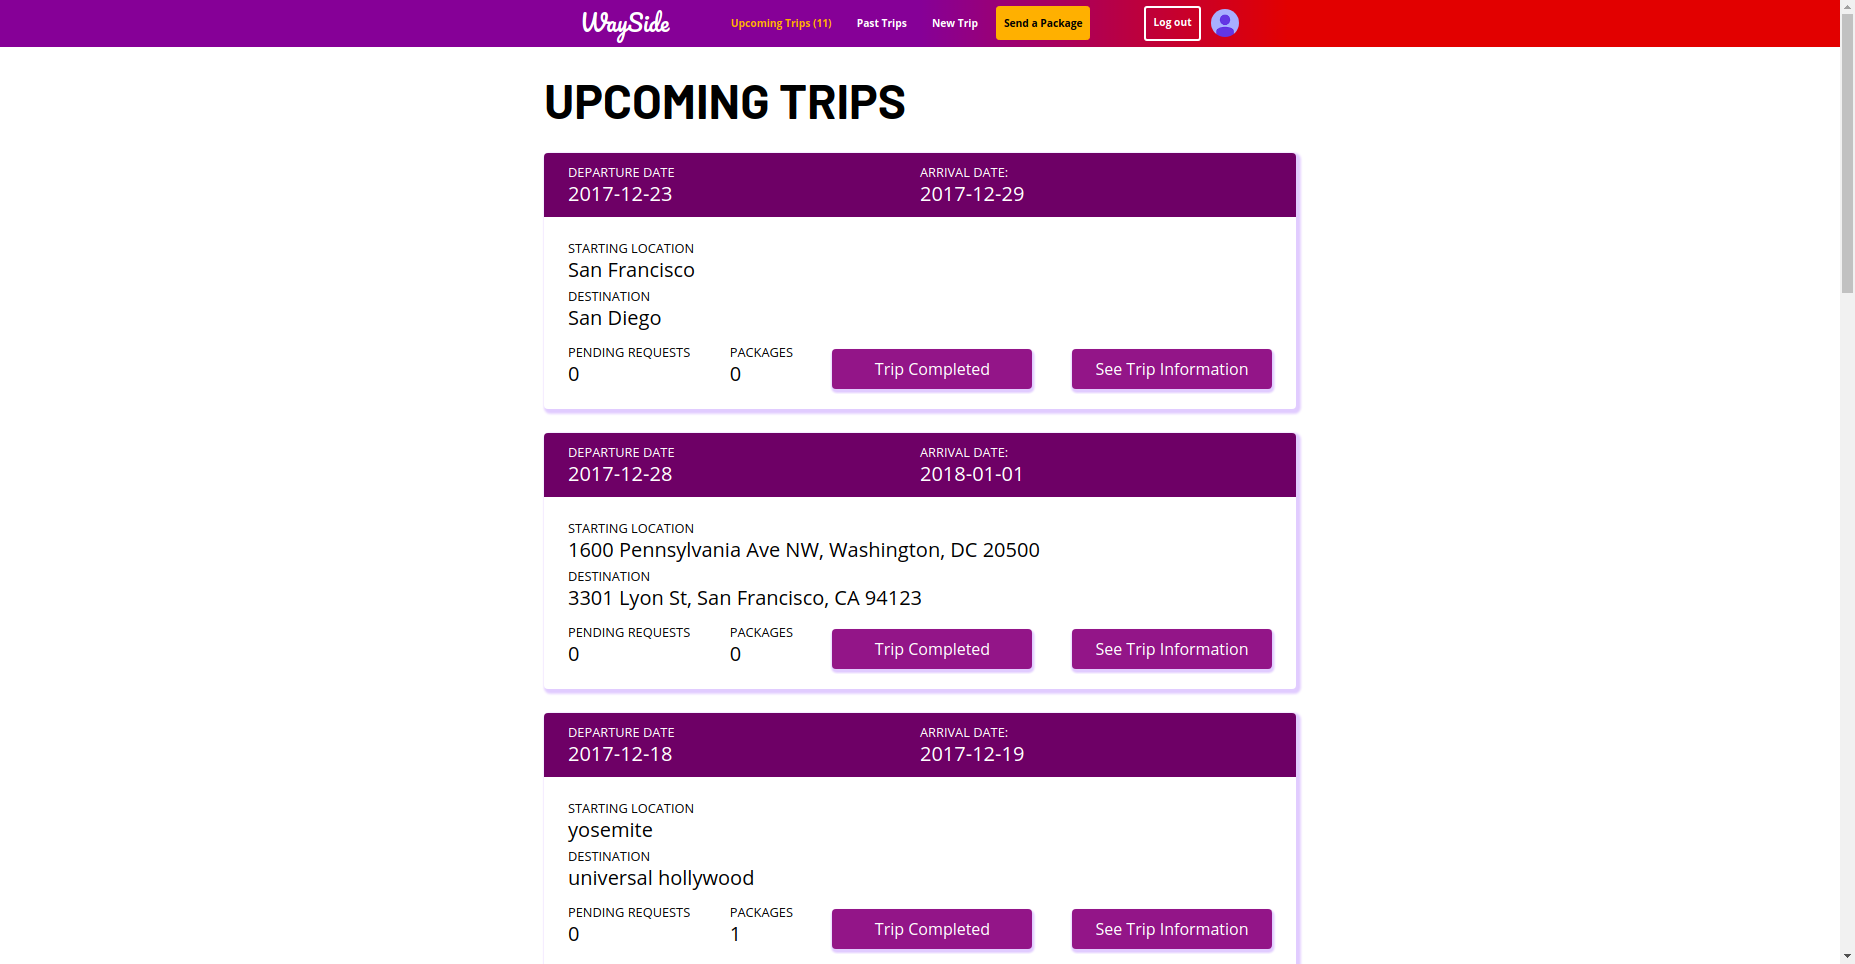 WaySide
Upcoming Trips (11)
Past Trips
New Trip
Send a Package
Log out
UPCOMING TRIPS
DEPARTURE DATE
2017-12-23
ARRIVAL DATE:
2017-12-29
STARTING LOCATION
San Francisco
DESTINATION
San Diego
PENDING REQUESTS
0
PACKAGES
0
Trip Completed
See Trip Information
DEPARTURE DATE
2017-12-28
ARRIVAL DATE:
2018-01-01
STARTING LOCATION
1600 Pennsylvania Ave NW, Washington, DC 20500
DESTINATION
3301 Lyon St, San Francisco, CA 94123
PENDING REQUESTS
0
PACKAGES
0
Trip Completed
See Trip Information
DEPARTURE DATE
2017-12-18
ARRIVAL DATE:
2017-12-19
STARTING LOCATION
yosemite
DESTINATION
universal hollywood
PENDING REQUESTS
0
PACKAGES
1
Trip Completed
See Trip Information